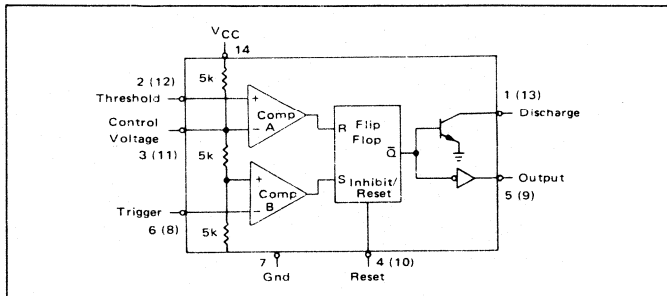 VCC
14
5k
2 (12)
Threshold
+
Comp
A
Control
Voltage
−
3 (11)
5k
R
Flip
Flop
Q̅
S
Inhibit/
Reset
+
Comp
B
−
Trigger
6 (8)
5k
1 (13)
Discharge
Output
5 (9)
7
Gnd
4 (10)
Reset